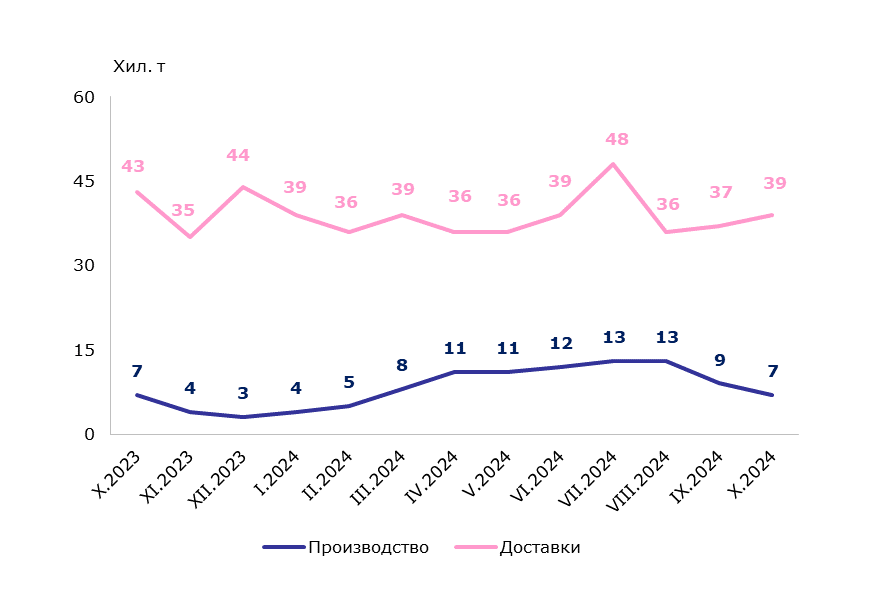 Хил. т
60
45
30
15
0
43 35 44 39 36 39 36 36 39 48 36 37 39
7 4 3 4 5 8 11 11 12 13 13 9 7
X.2023 XI.2023 XII.2023 I.2024 II.2024 III.2024 IV.2024 V.2024 VI.2024 VII.2024 VIII.2024 IX.2024 X.2024
Производство Доставки